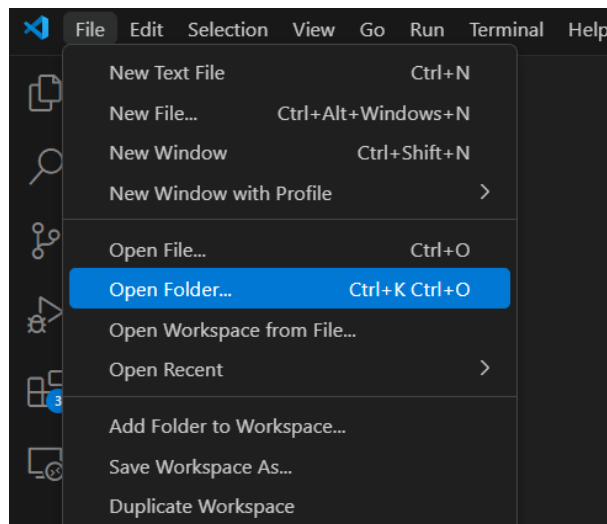 File Edit Selection View Go Run Terminal Help
New Text File Ctrl+N
New File... Ctrl+Alt+Windows+N
New Window Ctrl+Shift+N
New Window with Profile
Open File... Ctrl+O
Open Folder... Ctrl+K Ctrl+O
Open Workspace from File...
Open Recent
3
Add Folder to Workspace...
Save Workspace As...
Duplicate Workspace